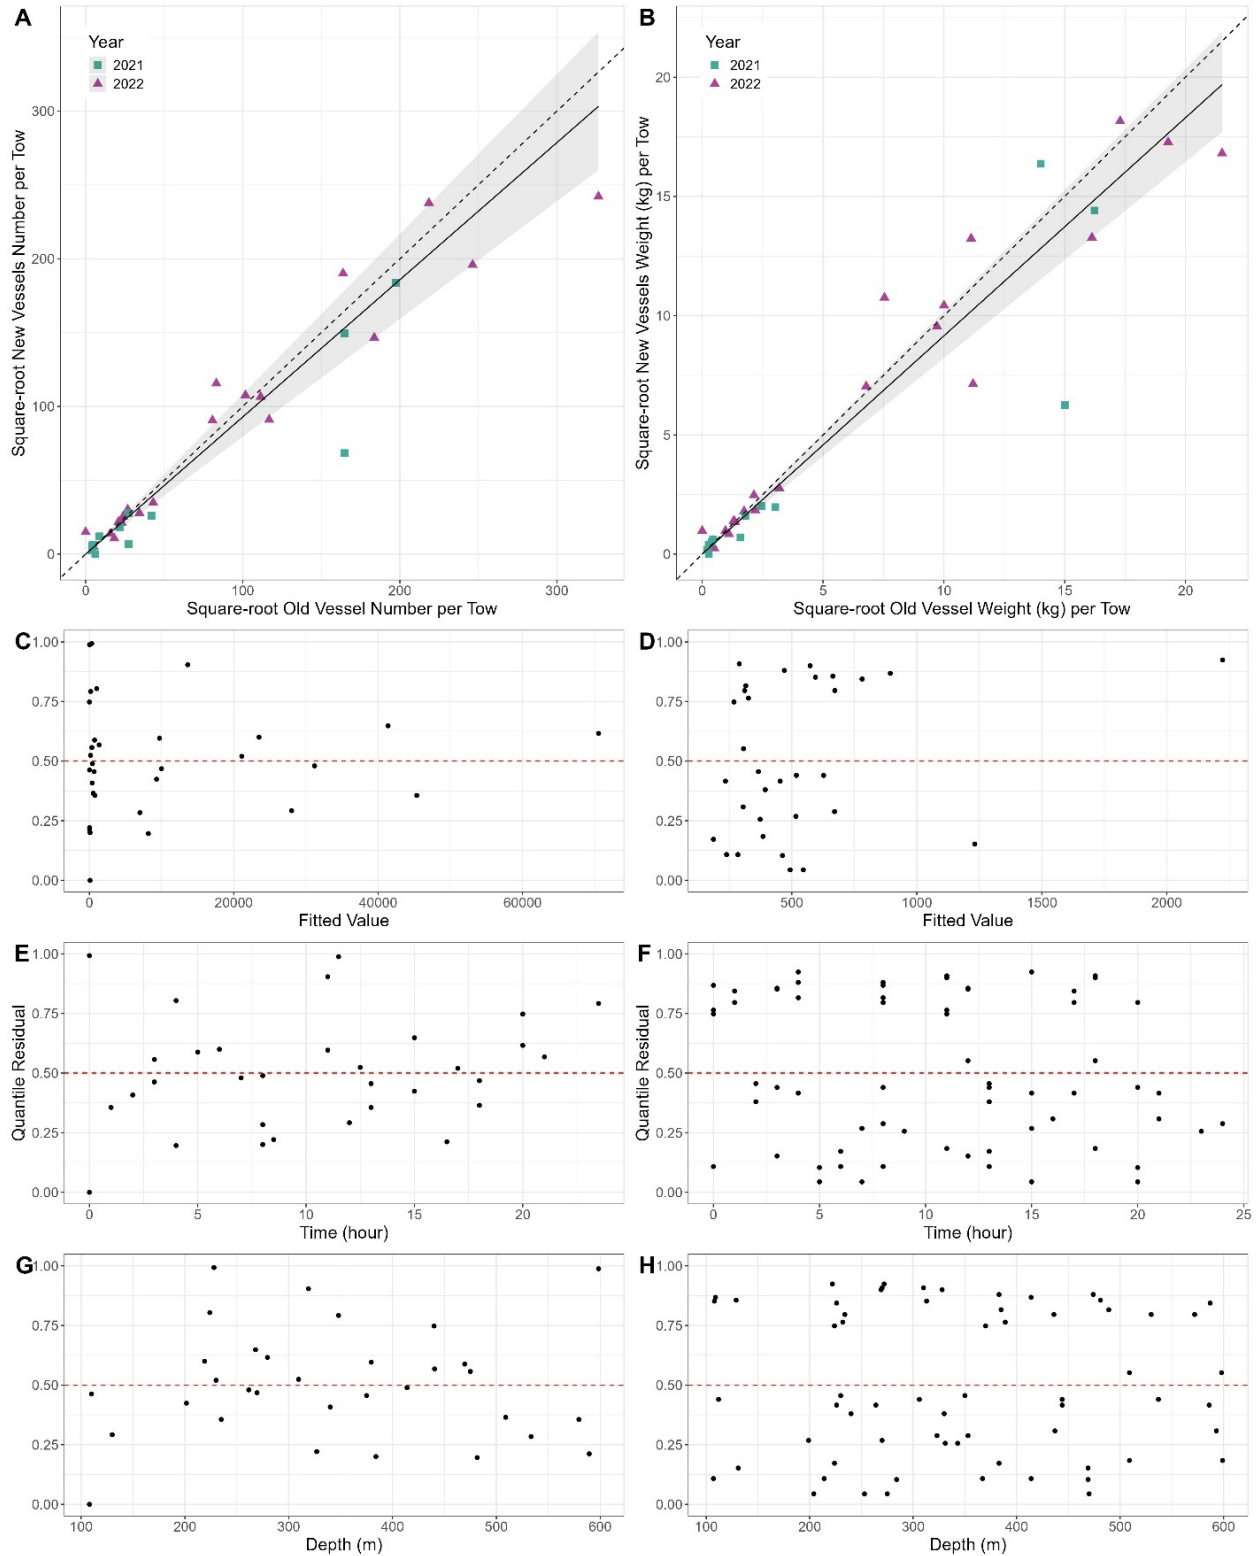 A
Year
2021
2022
300
200
100
0
0 100 200 300
Square-root New Vessels Number per Tow
Square-root Old Vessel Number per Tow
B
Year
2021
2022
20
15
10
5
0
0 5 10 15 20
Square-root New Vessels Weight (kg) per Tow
Square-root Old Vessel Weight (kg) per Tow
C
1.00
0.75
0.50
0.25
0.00
0 20000 40000 60000
Fitted Value
D
1.00
0.75
0.50
0.25
0.00
500 1000 1500 2000
Fitted Value
E
1.00
0.75
0.50
0.25
0.00
0 5 10 15 20
Quantile Residual
Time (hour)
F
1.00
0.75
0.50
0.25
0.00
0 5 10 15 20 25
Quantile Residual
Time (hour)
G
1.00
0.75
0.50
0.25
0.00
100 200 300 400 500 600
Depth (m)
H
1.00
0.75
0.50
0.25
0.00
100 200 300 400 500 600
Depth (m)